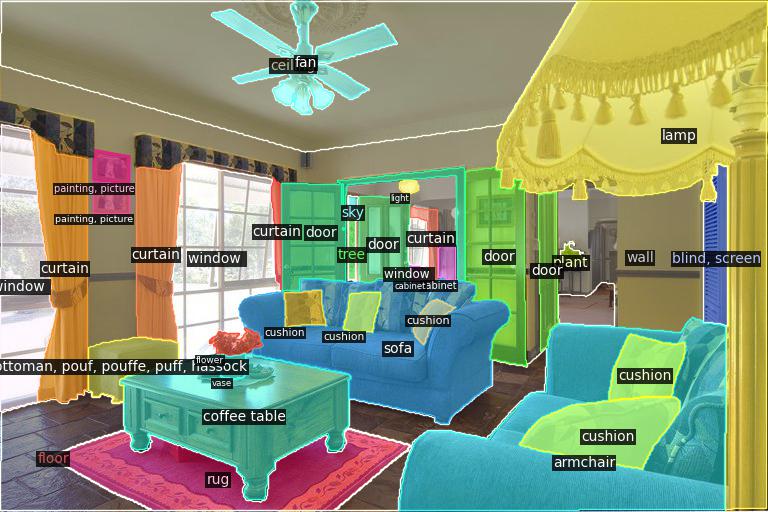 ceiling
fan
lamp
painting, picture
light
painting, picture
sky
curtain
door
door
curtain
curtain
window
tree
door
wall
blind, screen
plant
curtain
door
window
window
cabinet
cabinet
cushion
cushion
cushion
sofa
flower
ottoman, pouf, pouffe, puff, hassock
cushion
vase
coffee table
cushion
floor
armchair
rug